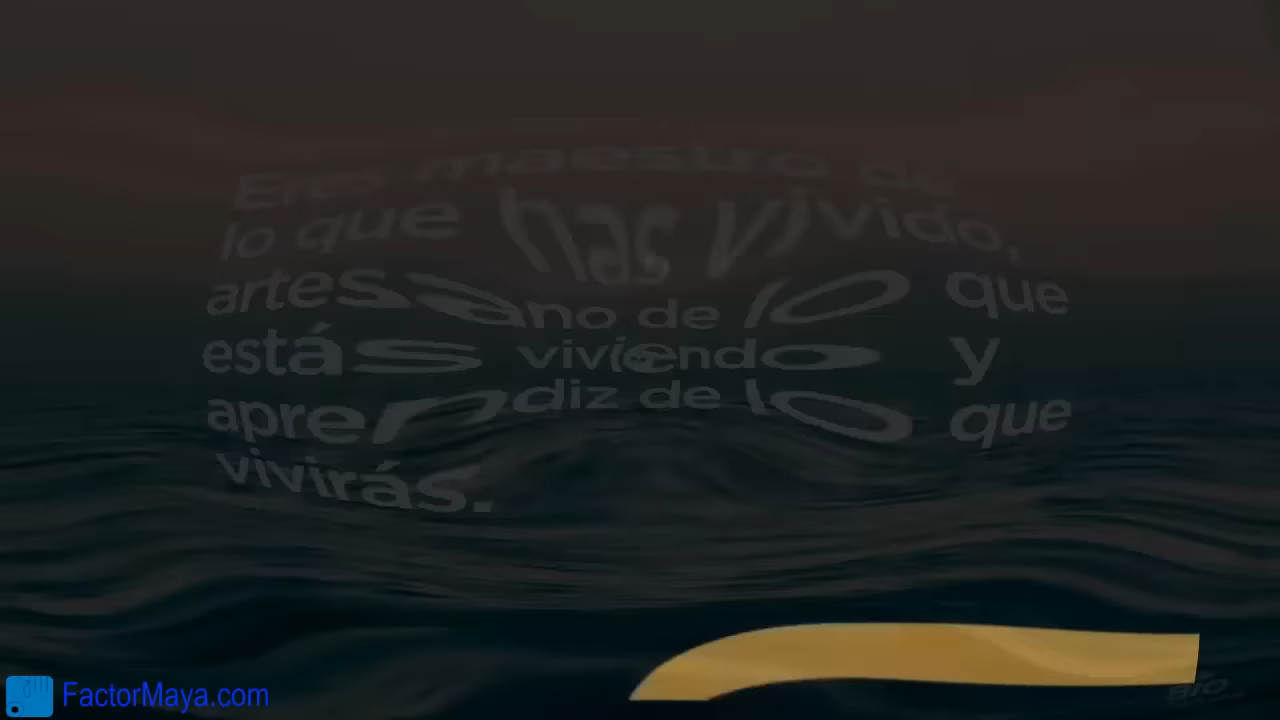 Eres maestro de
lo que has vivido,
artesano de lo que
estás viviendo y
aprendiz de lo que
vivirás.
FactorMaya.com